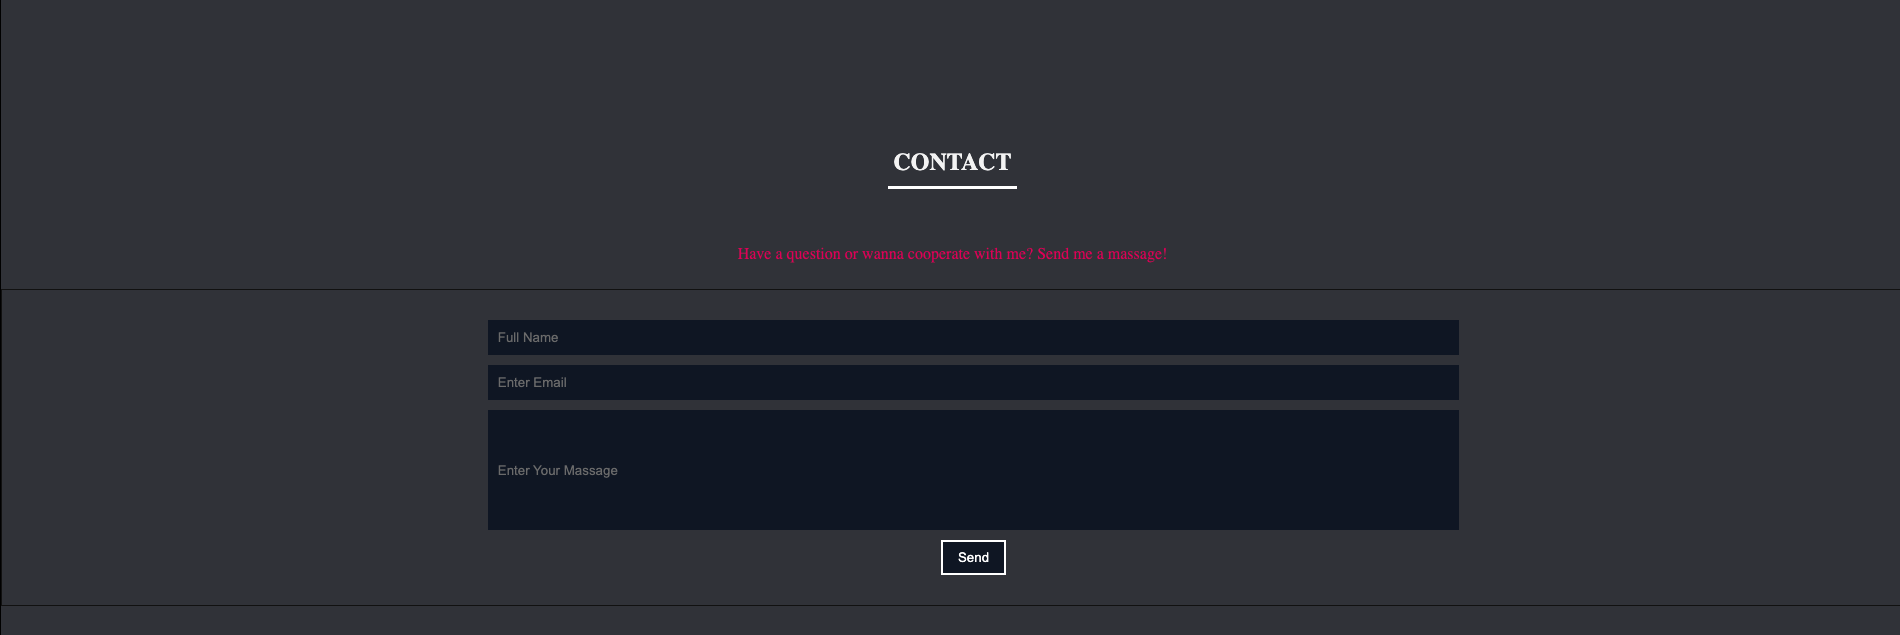 CONTACT
Have a question or wanna cooperate with me? Send me a massage!
Full Name
Enter Email
Enter Your Massage
Send